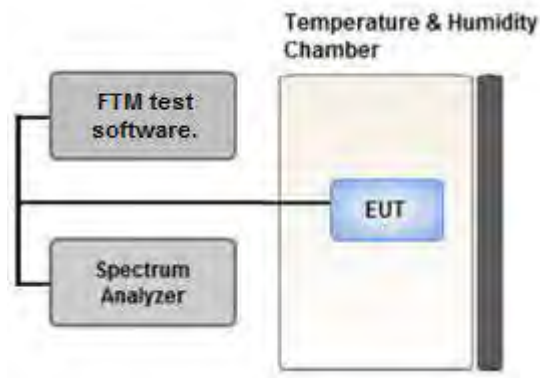 Temperature & Humidity
Chamber
FTM test
software.
EUT
Spectrum
Analyzer